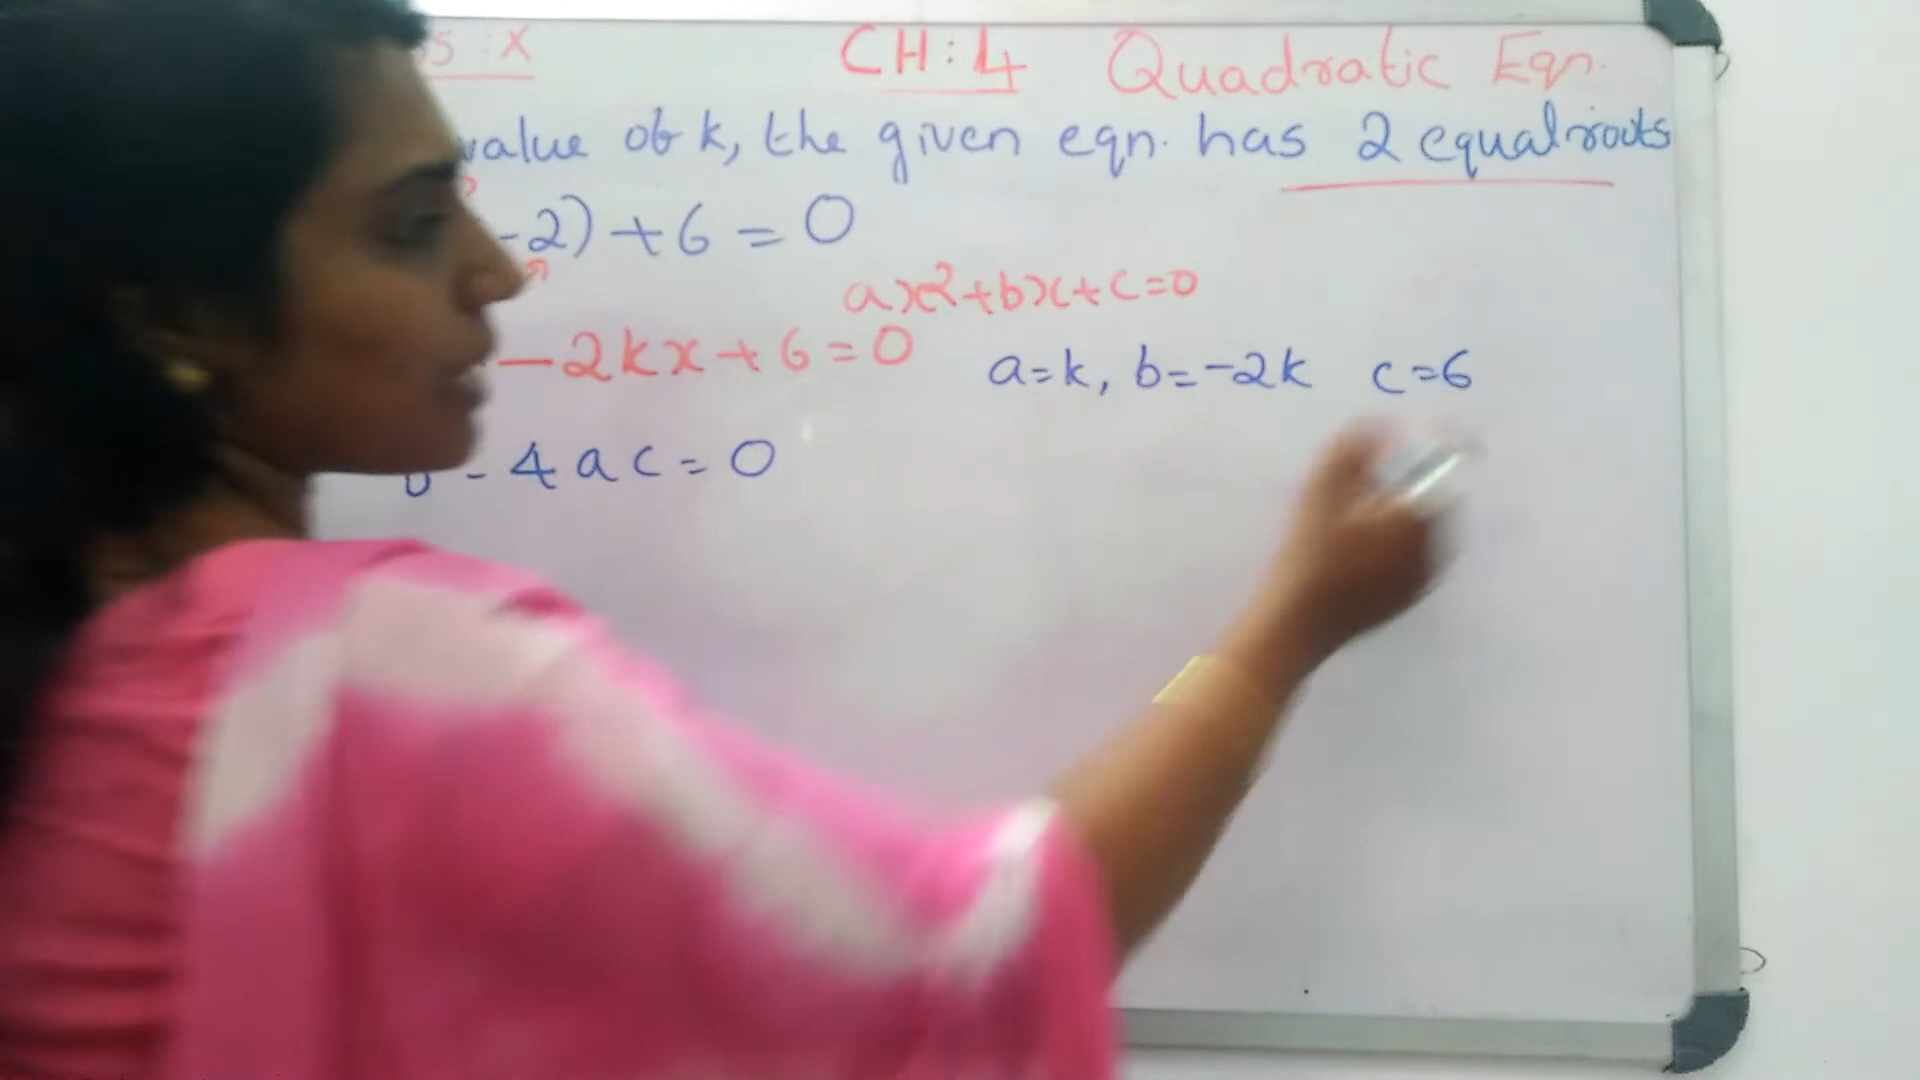 S : X CH : 4 Quadratic Eqn.
value of k, the given eqn. has 2 equal roots
-2) + 6 = 0
ax²+bx+c=0
- 2kx + 6 = 0 a=k, b=-2k c=6
- 4ac = 0